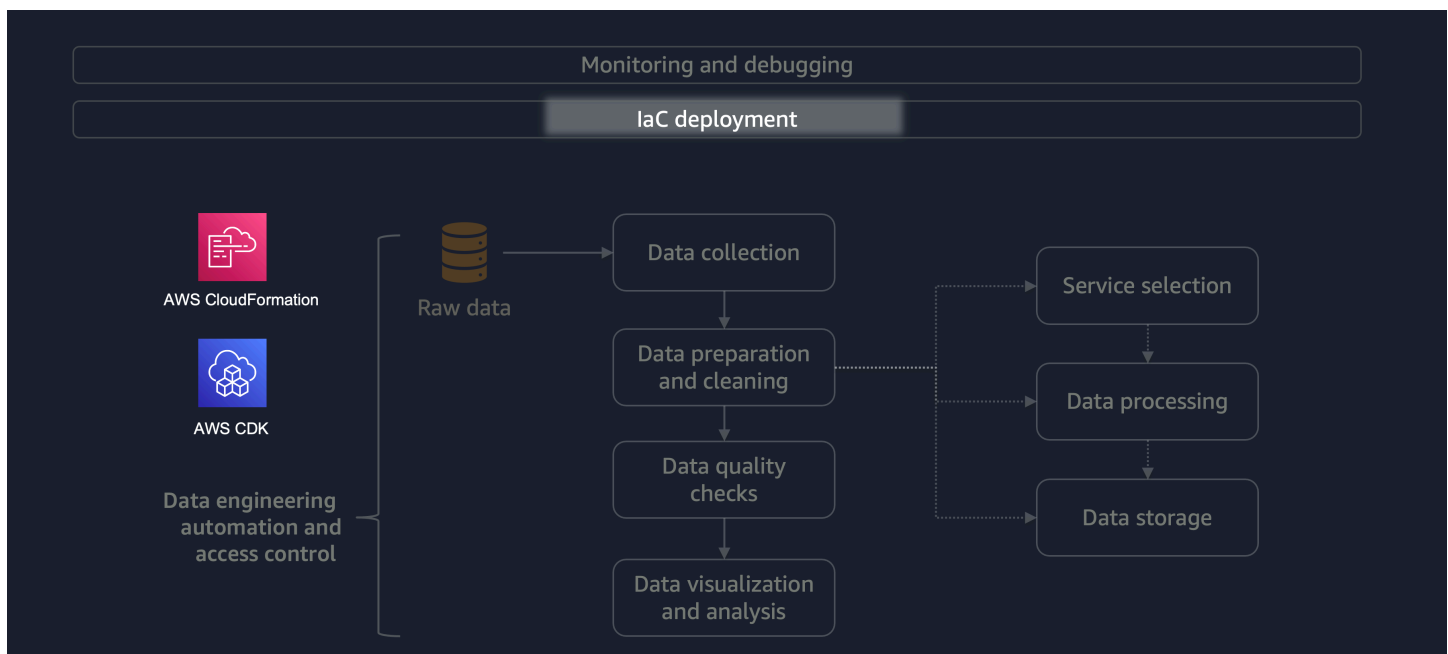 Monitoring and debugging
IaC deployment
AWS CloudFormation
AWS CDK
Data engineering
automation and
access control
Raw data
Data collection
Data preparation
and cleaning
Data quality
checks
Data visualization
and analysis
Service selection
Data processing
Data storage